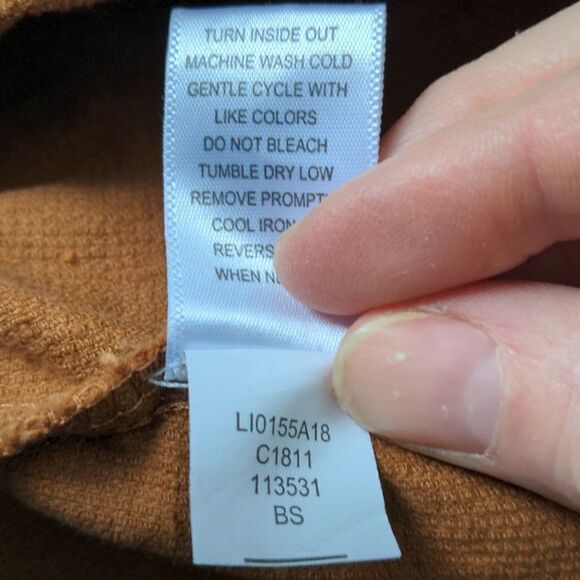 TURN INSIDE OUT
MACHINE WASH COLD
GENTLE CYCLE WITH
LIKE COLORS
DO NOT BLEACH
TUMBLE DRY LOW
REMOVE
COOL IRON
WHEN
LI0155A18
C1811
113531
BS